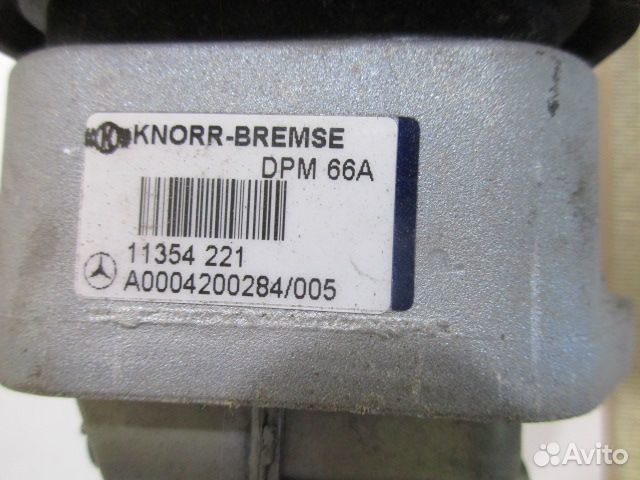 K KNORR-BREMSE
DPM 66A
11354 221
A0004200284/005
Avito